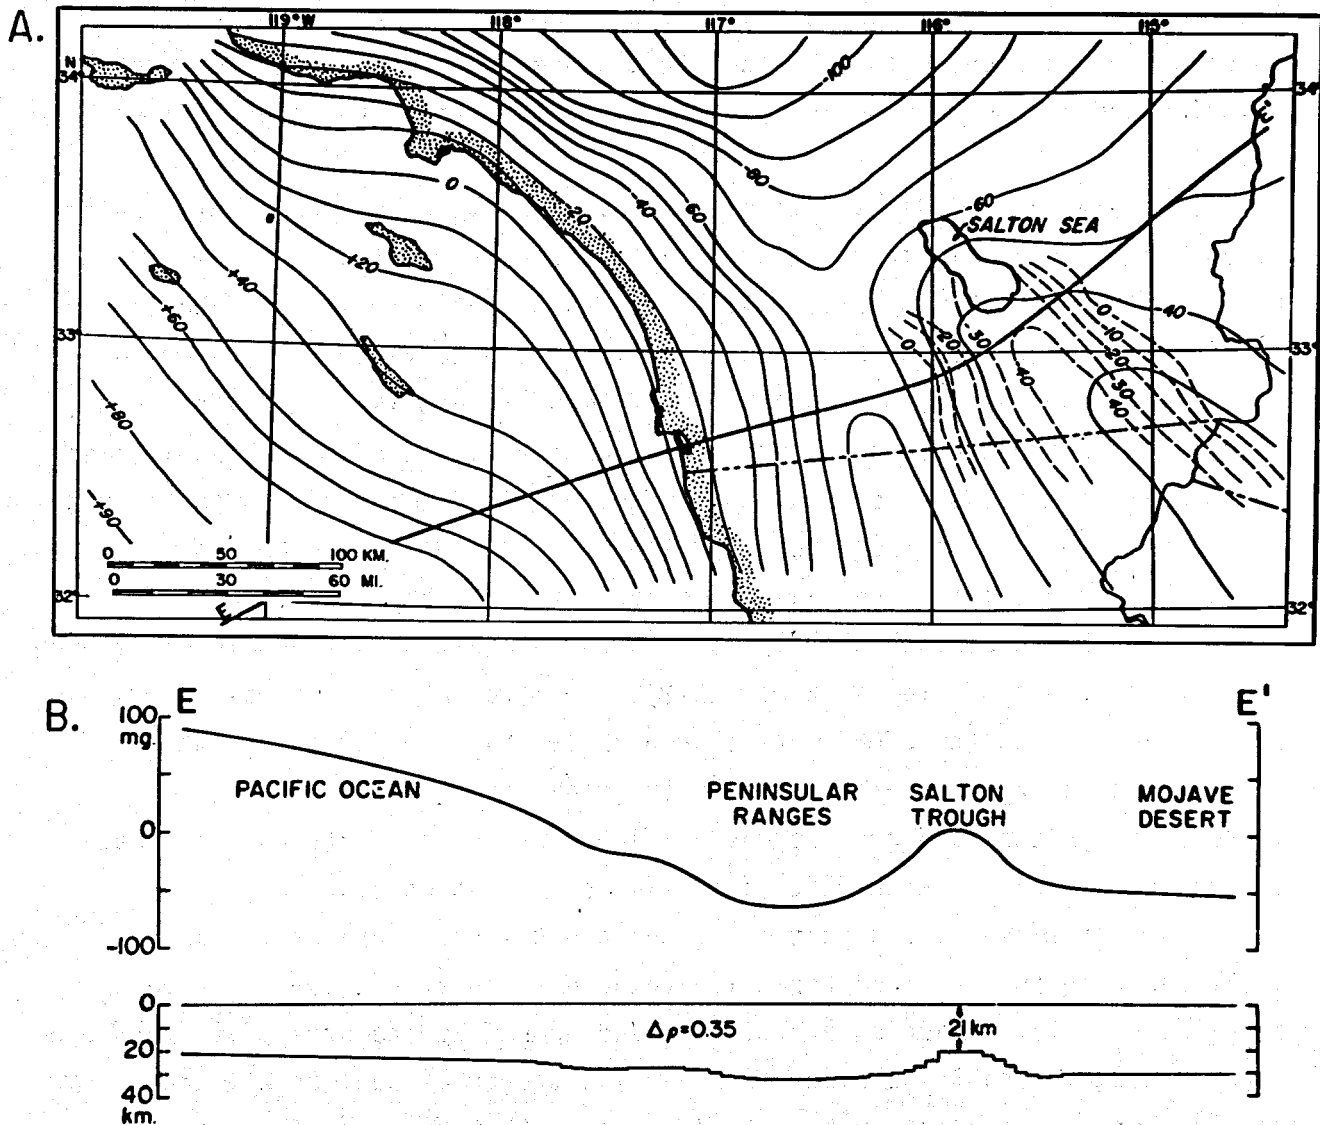 A.
119° W 118° 117° 116° 115°
N
34° 34°
-100
-80
-60
SALTON SEA
E'
0
-20
-40
60
+20
+40
+60
+80
+90
-40
33° 33°
0
20
30
40
0
-10
-20
-30
40
0 50 100 KM.
0 30 60 MI.
32° 32°
E
B.
E E'
100
mg.
PACIFIC OCEAN
PENINSULAR
RANGES
SALTON
TROUGH
MOJAVE
DESERT
0
-100
0
Δρ=0.35
21 km
20
40
km.